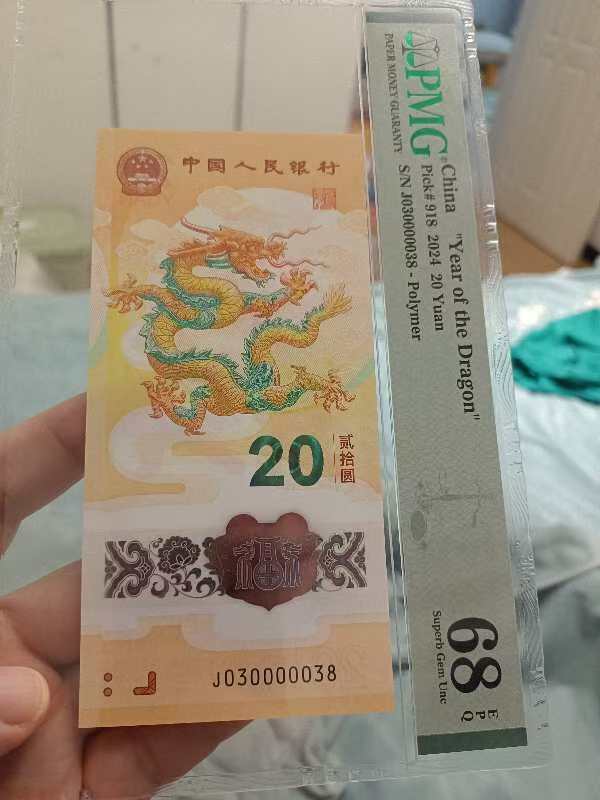 中国人民银行
20
贰拾圆
J030000038
PMG
PAPER MONEY GUARANTY
China "Year of the Dragon"
Pick# 918 2024 20 Yuan
S/N J030000038 - Polymer
68
EPQ
Superb Gem Unc